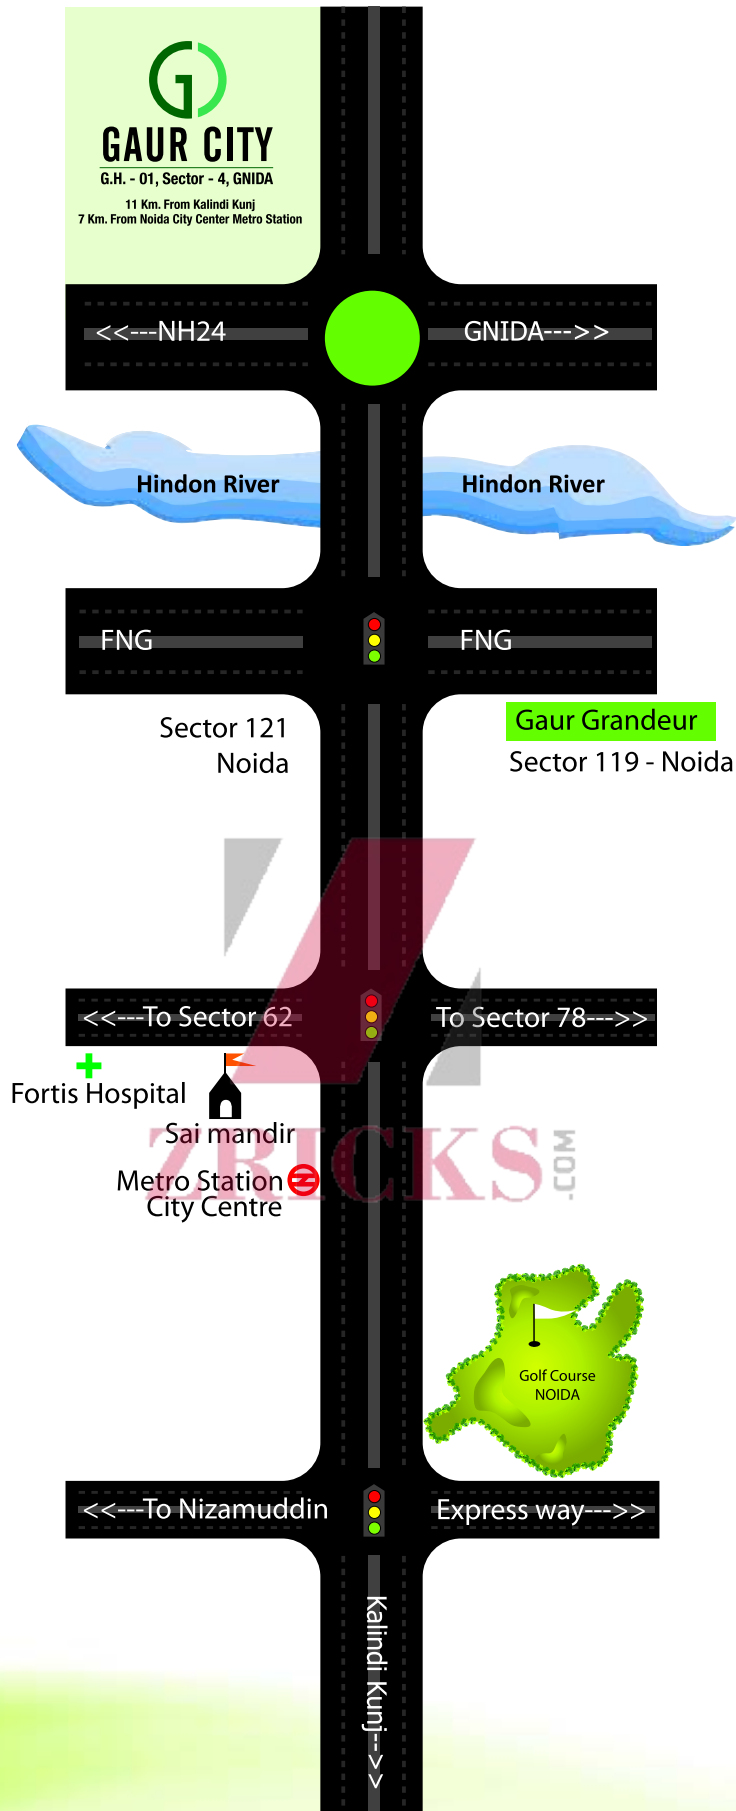 GAUR CITY
G.H. - 01, Sector - 4, GNIDA
11 Km. From Kalindi Kunj
7 Km. From Noida City Center Metro Station
<<---NH24
GNIDA--->>
Hindon River
Hindon River
FNG
FNG
Sector 121
Noida
Gaur Grandeur
Sector 119 - Noida
<<---To Sector 62
To Sector 78--->>
Fortis Hospital
Sai mandir
ZRICKS.COM
Metro Station
City Centre
Golf Course
NOIDA
<<---To Nizamuddin
Express way--->>
Kalindi Kunj-->>